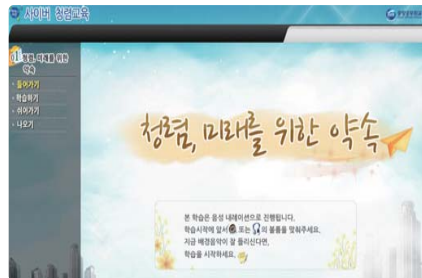 사이버 청렴교육
01 청렴, 미래를 위한
약속
- 들어가기
- 학습하기
- 쉬어가기
- 나오기
청렴, 미래를 위한 약속
본 학습은 음성 내레이션으로 진행됩니다.
학습시작에 앞서 또는 의 볼륨을 맞춰주세요.
지금 배경음악이 잘 들리신다면,
학습을 시작하세요.